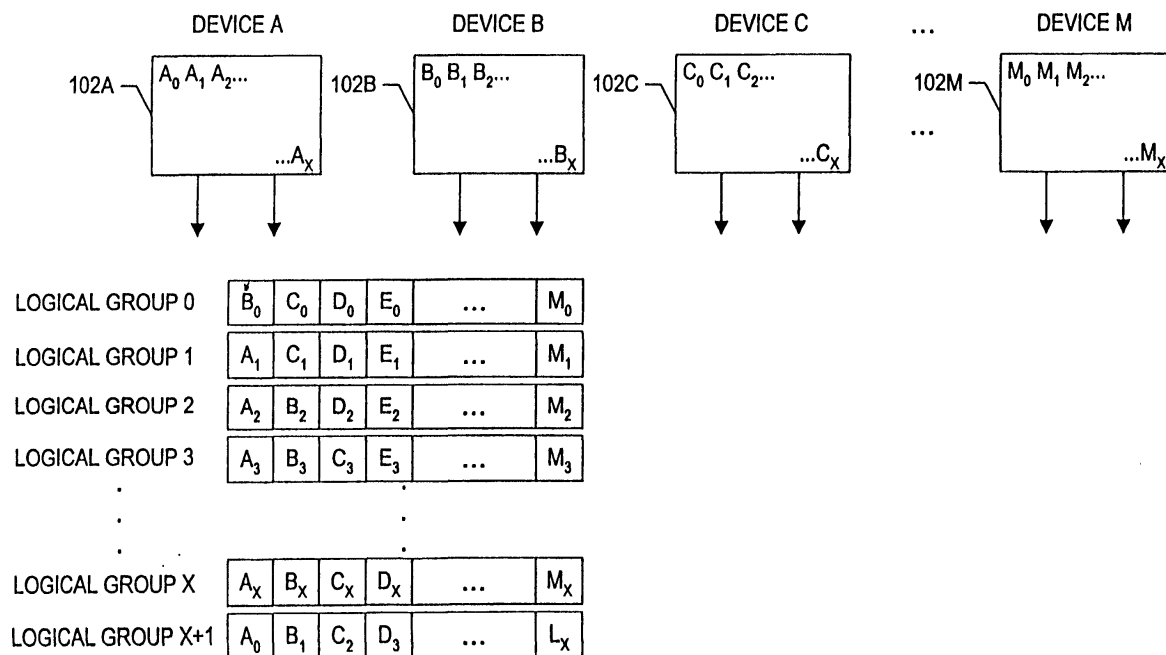 DEVICE A DEVICE B DEVICE C ... DEVICE M
102A A₀ A₁ A₂... 102B B₀ B₁ B₂... 102C C₀ C₁ C₂... 102M M₀ M₁ M₂...
...
...Aₓ ...Bₓ ...Cₓ ...Mₓ
LOGICAL GROUP 0 B₀ C₀ D₀ E₀ ... M₀
LOGICAL GROUP 1 A₁ C₁ D₁ E₁ ... M₁
LOGICAL GROUP 2 A₂ B₂ D₂ E₂ ... M₂
LOGICAL GROUP 3 A₃ B₃ C₃ E₃ ... M₃
LOGICAL GROUP X Aₓ Bₓ Cₓ Dₓ ... Mₓ
LOGICAL GROUP X+1 A₀ B₁ C₂ D₃ ... Lₓ